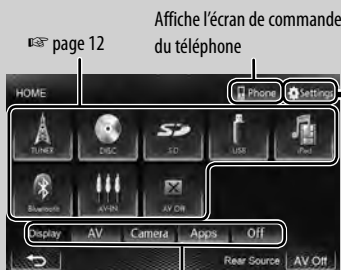 Affiche l'écran de commande
du téléphone
☞ page 12
HOME
Phone
Settings
TUNER
DISC
SD
USB
iPod
Bluetooth
AV-IN
AV Off
Display
AV
Camera
Apps
Off
Rear Source
AV Off